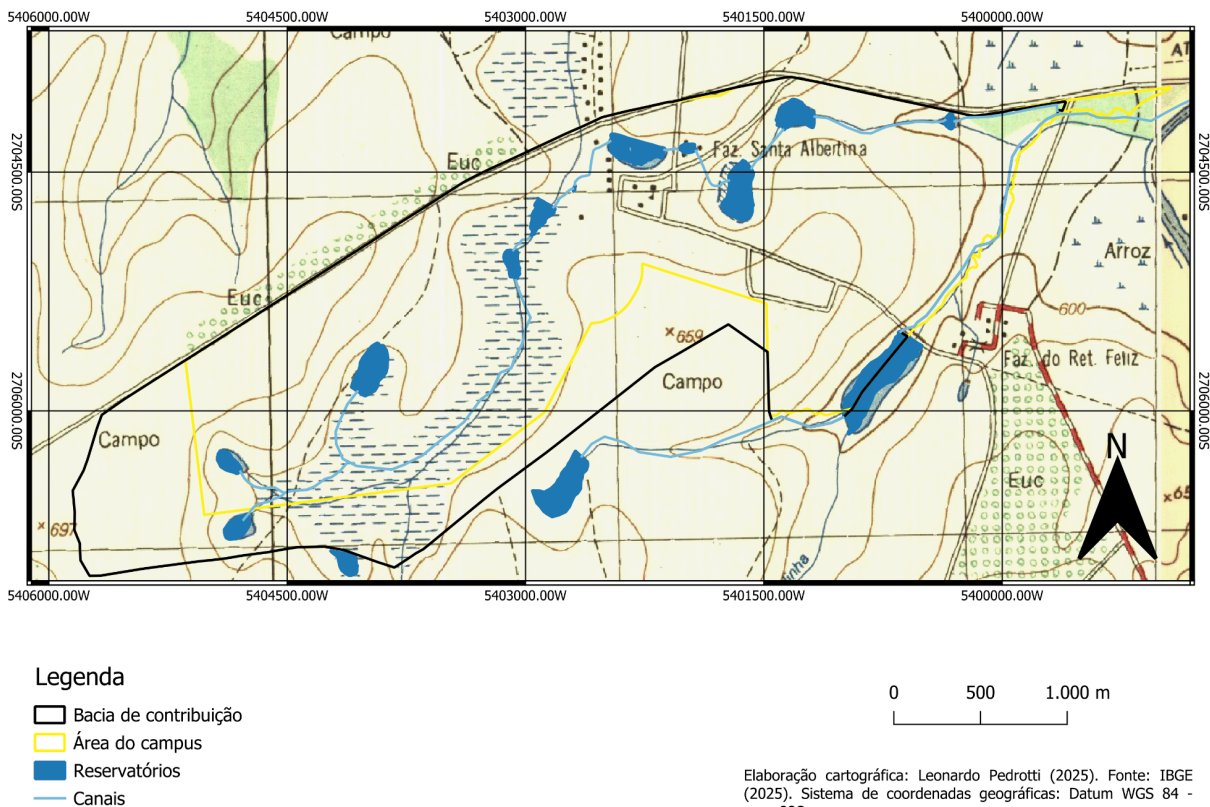 5406000.00W 5404500.00W 5403000.00W 5401500.00W 5400000.00W
Campo
Euc
Faz. Santa Albertina
2704500.00S
2704500.00S
Arroz
Euc
600
×659
Faz. do Ret. Feliz
Campo
2706000.00S
2706000.00S
Campo
N
Euc
×697
5406000.00W 5404500.00W 5403000.00W 5401500.00W 5400000.00W
Legenda
Bacia de contribuição
Área do campus
Reservatórios
Canais
0 500 1.000 m
Elaboração cartográfica: Leonardo Pedrotti (2025). Fonte: IBGE
(2025). Sistema de coordenadas geográficas: Datum WGS 84 -